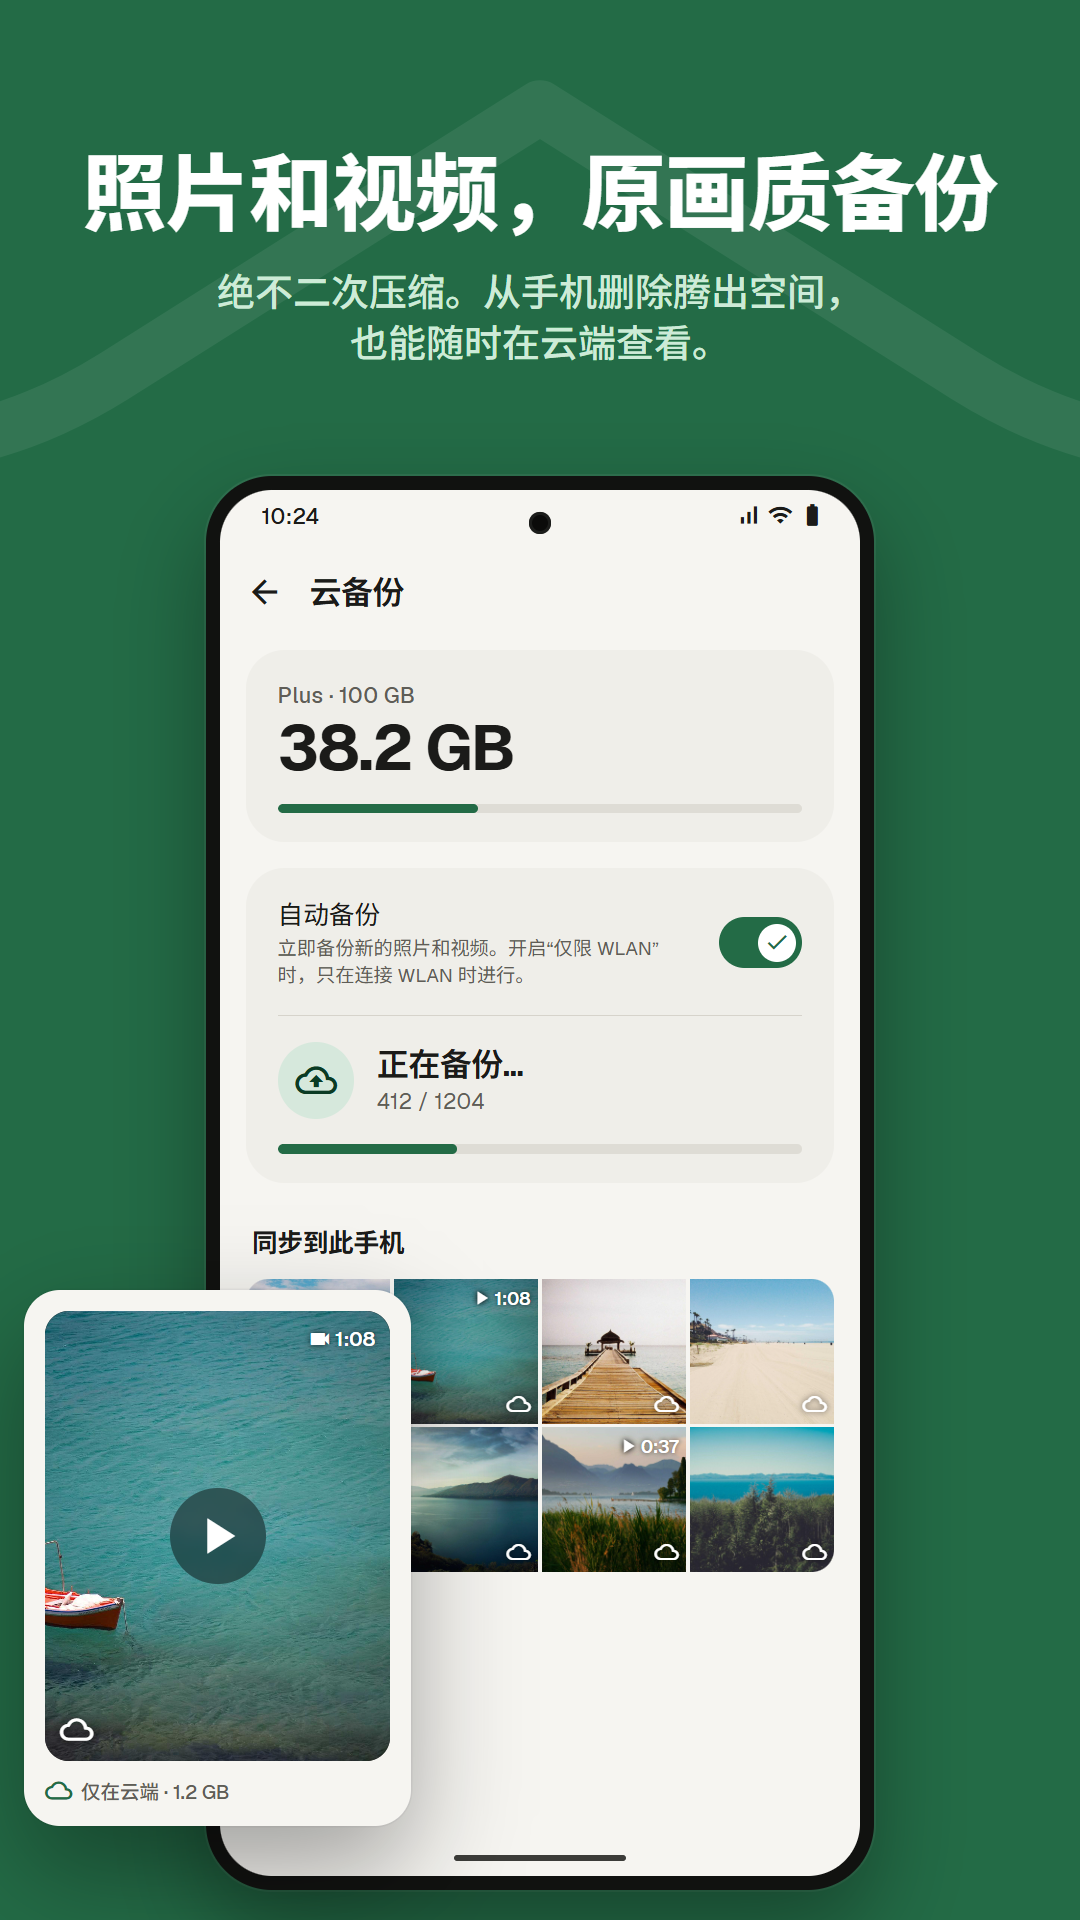 照片和视频，原画质备份
绝不二次压缩。从手机删除腾出空间，
也能随时在云端查看。
10:24
云备份
Plus · 100 GB
38.2 GB
自动备份
立即备份新的照片和视频。开启“仅限 WLAN”
时，只在连接 WLAN 时进行。
正在备份…
412 / 1204
同步到此手机
1:08
1:08
0:37
仅在云端 · 1.2 GB